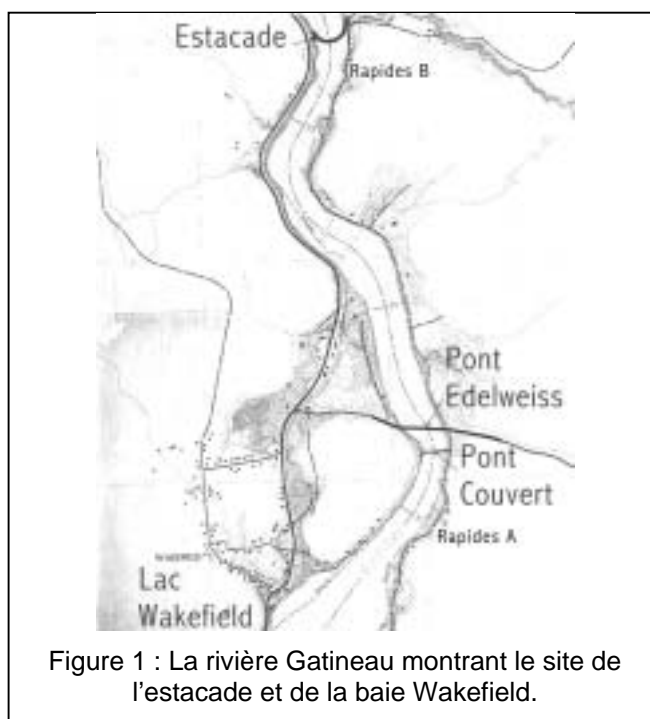 Estacade
Rapides B
Pont
Edelweiss
Pont
Couvert
Rapides A
Lac
Wakefield
Figure 1 : La rivière Gatineau montrant le site de
l'estacade et de la baie Wakefield.